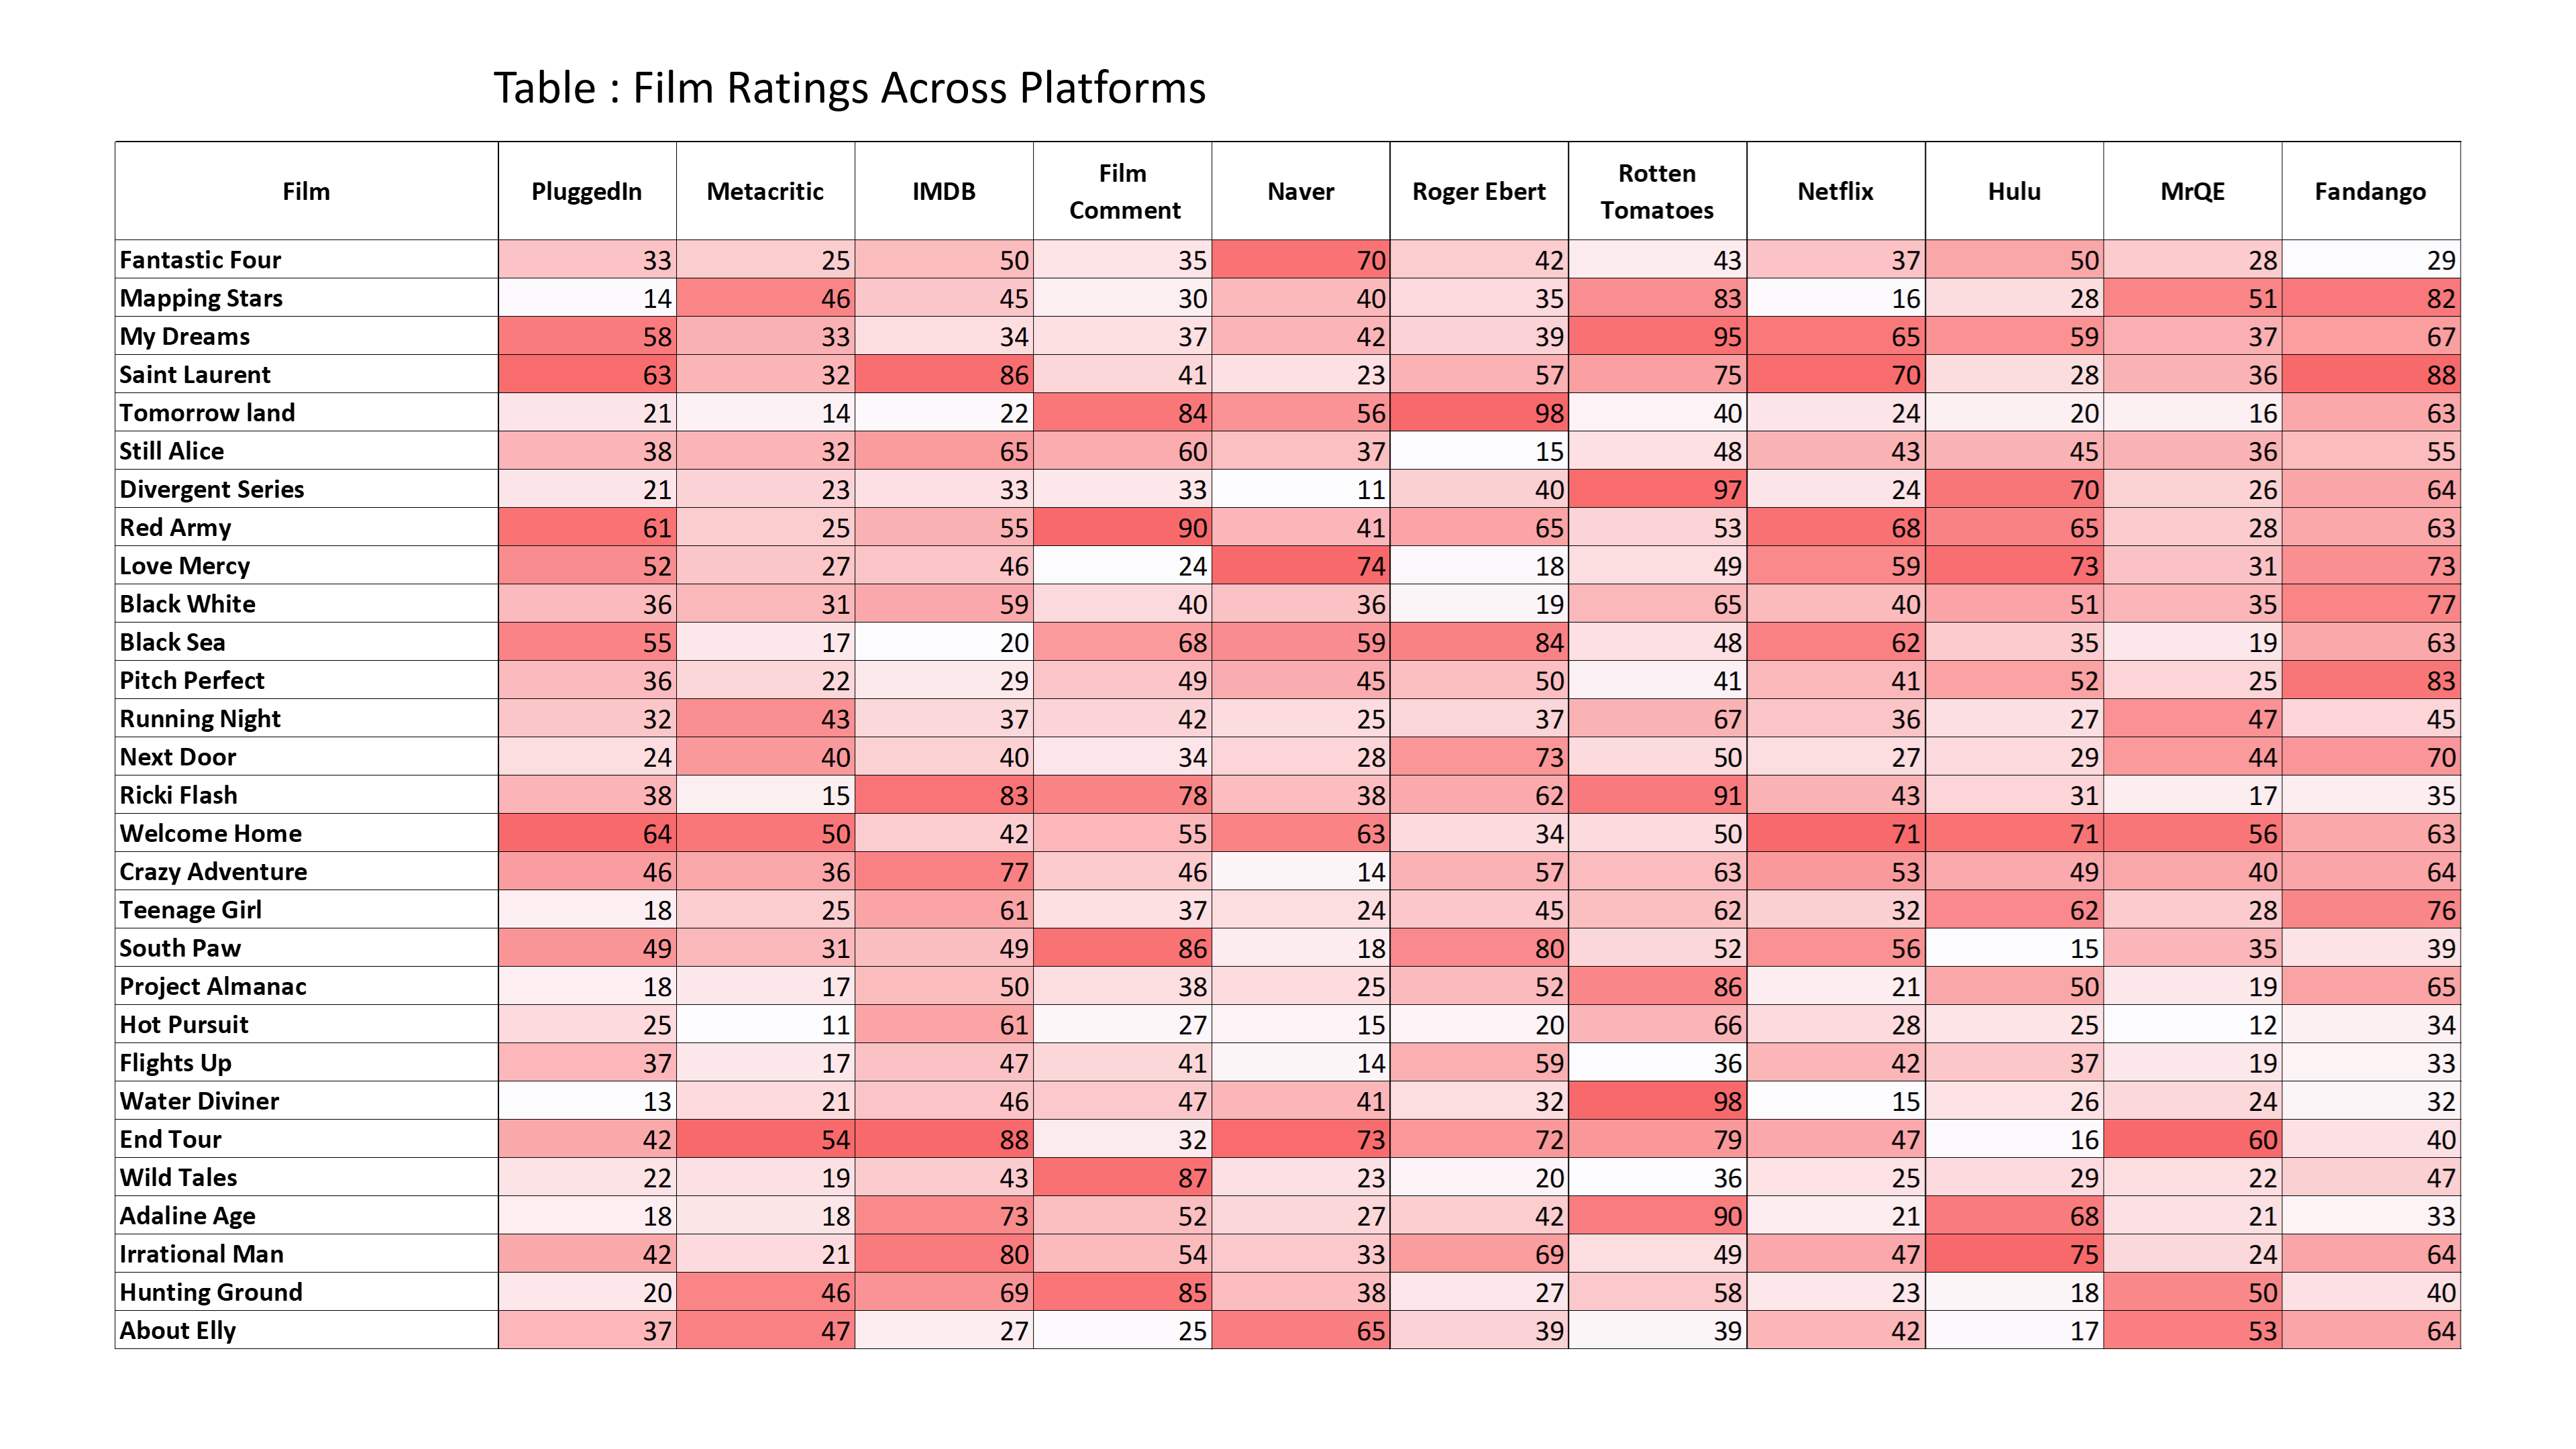 Table : Film Ratings Across Platforms
Film PluggedIn Metacritic IMDB Film Comment Naver Roger Ebert Rotten Tomatoes Netflix Hulu MrQE Fandango
Fantastic Four 33 25 50 35 70 42 43 37 50 28 29
Mapping Stars 14 46 45 30 40 35 83 16 28 51 82
My Dreams 58 33 34 37 42 39 95 65 59 37 67
Saint Laurent 63 32 86 41 23 57 75 70 28 36 88
Tomorrow land 21 14 22 84 56 98 40 24 20 16 63
Still Alice 38 32 65 60 37 15 48 43 45 36 55
Divergent Series 21 23 33 33 11 40 97 24 70 26 64
Red Army 61 25 55 90 41 65 53 68 65 28 63
Love Mercy 52 27 46 24 74 18 49 59 73 31 73
Black White 36 31 59 40 36 19 65 40 51 35 77
Black Sea 55 17 20 68 59 84 48 62 35 19 63
Pitch Perfect 36 22 29 49 45 50 41 41 52 25 83
Running Night 32 43 37 42 25 37 67 36 27 47 45
Next Door 24 40 40 34 28 73 50 27 29 44 70
Ricki Flash 38 15 83 78 38 62 91 43 31 17 35
Welcome Home 64 50 42 55 63 34 50 71 71 56 63
Crazy Adventure 46 36 77 46 14 57 63 53 49 40 64
Teenage Girl 18 25 61 37 24 45 62 32 62 28 76
South Paw 49 31 49 86 18 80 52 56 15 35 39
Project Almanac 18 17 50 38 25 52 86 21 50 19 65
Hot Pursuit 25 11 61 27 15 20 66 28 25 12 34
Flights Up 37 17 47 41 14 59 36 42 37 19 33
Water Diviner 13 21 46 47 41 32 98 15 26 24 32
End Tour 42 54 88 32 73 72 79 47 16 60 40
Wild Tales 22 19 43 87 23 20 36 25 29 22 47
Adaline Age 18 18 73 52 27 42 90 21 68 21 33
Irrational Man 42 21 80 54 33 69 49 47 75 24 64
Hunting Ground 20 46 69 85 38 27 58 23 18 50 40
About Elly 37 47 27 25 65 39 39 42 17 53 64